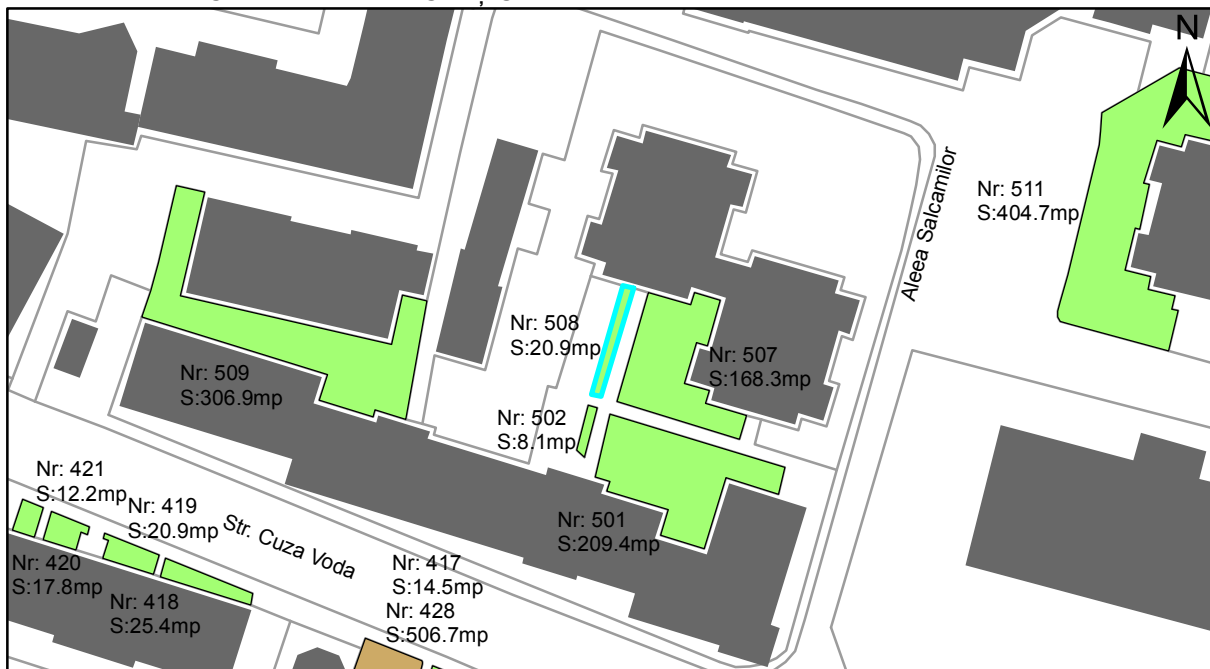 N
Nr: 511
S:404.7mp
Aleea Salcamilor
Nr: 508
S:20.9mp
Nr: 507
S:168.3mp
Nr: 509
S:306.9mp
Nr: 502
S:8.1mp
Nr: 421
S:12.2mp
Nr: 419
S:20.9mp
Str. Cuza Voda
Nr: 501
S:209.4mp
Nr: 420
S:17.8mp
Nr: 417
S:14.5mp
Nr: 418
S:25.4mp
Nr: 428
S:506.7mp